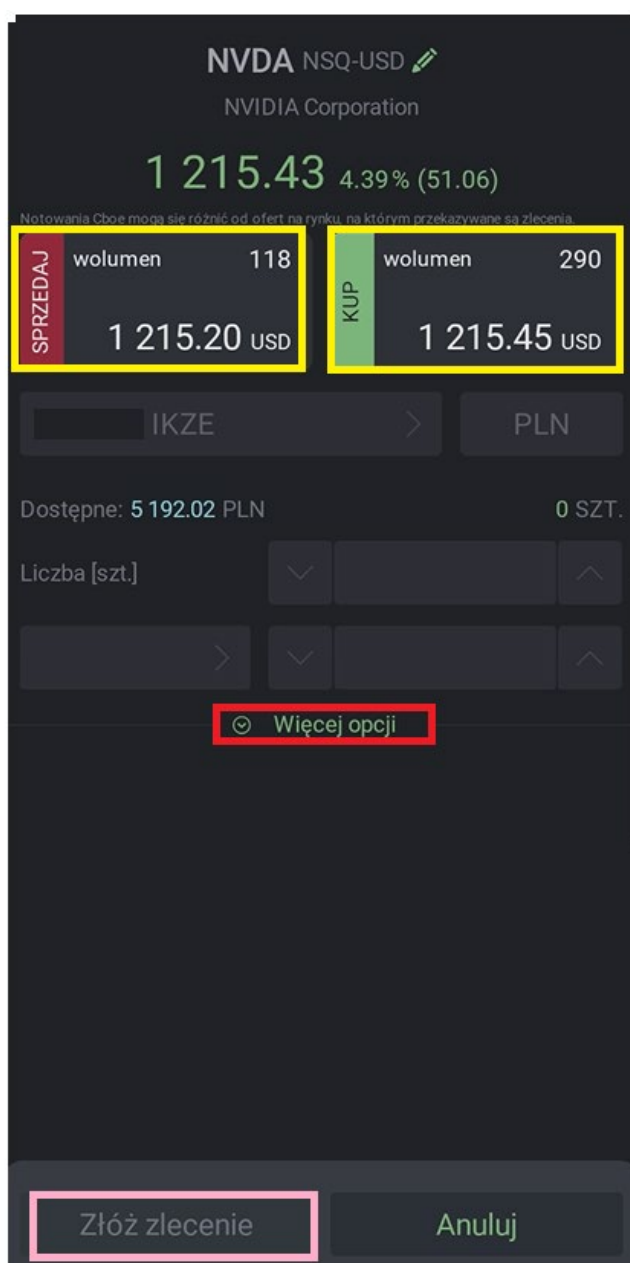 NVDA NSQ-USD
NVIDIA Corporation
1 215.43 4.39% (51.06)
Notowania Cboe mogą się różnić od ofert na rynku, na którym przekazywane są zlecenia.
SPRZEDAJ wolumen 118
1 215.20 USD
KUP wolumen 290
1 215.45 USD
IKZE PLN
Dostępne: 5 192.02 PLN 0 SZT.
Liczba [szt.]
Więcej opcji
Złóż zlecenie Anuluj